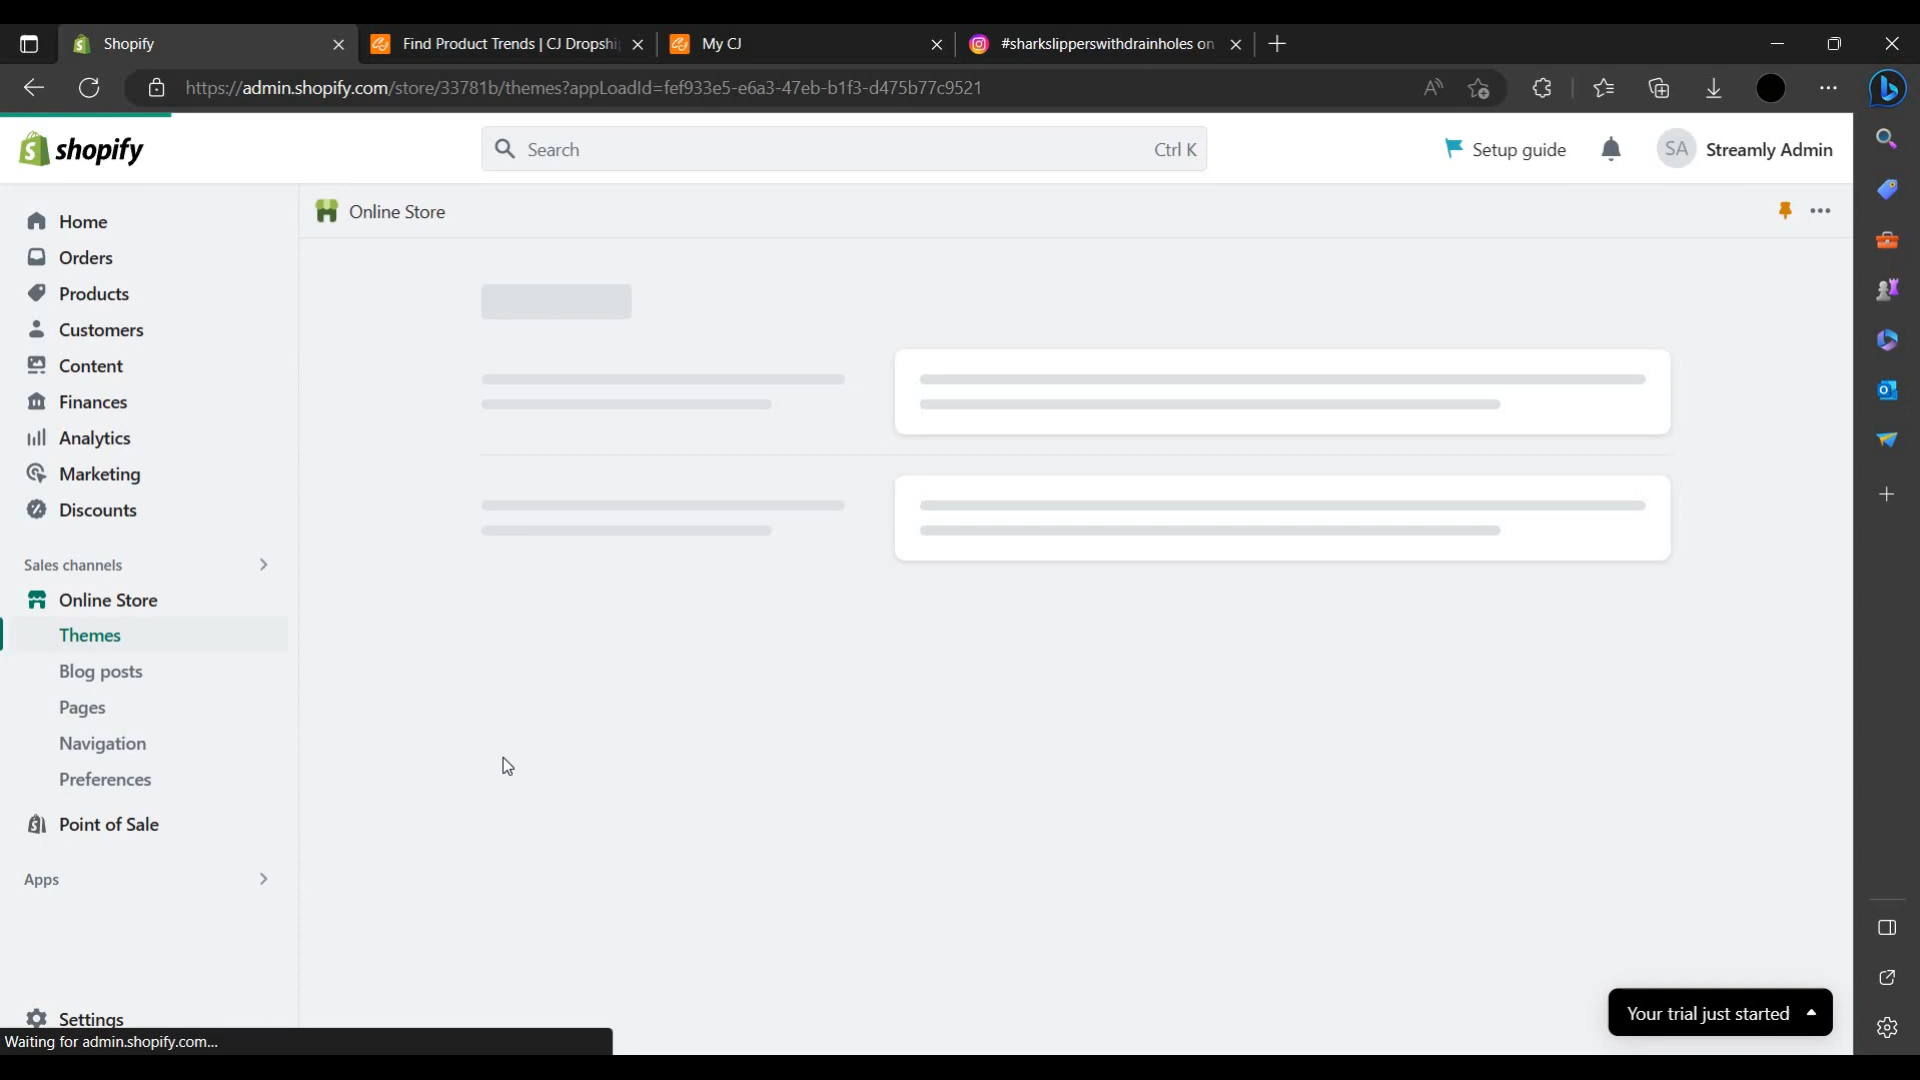 Shopify
Find Product Trends | CJ Dropshi
My CJ
#sharkslipperswithdrainholes on
https://admin.shopify.com/store/33781b/themes?appLoadId=fef933e5-e6a3-47eb-b1f3-d475b77c9521
shopify
Search
Ctrl K
Setup guide
SA
Streamly Admin
Online Store
Home
Orders
Products
Customers
Content
Finances
Analytics
Marketing
Discounts
Sales channels
Online Store
Themes
Blog posts
Pages
Navigation
Preferences
Point of Sale
Apps
Settings
Your trial just started
Waiting for admin.shopify.com...